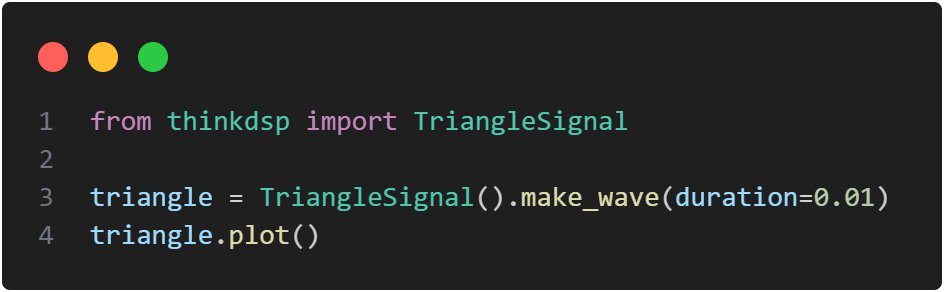 1 from thinkdsp import TriangleSignal
2
3 triangle = TriangleSignal().make_wave(duration=0.01)
4 triangle.plot()